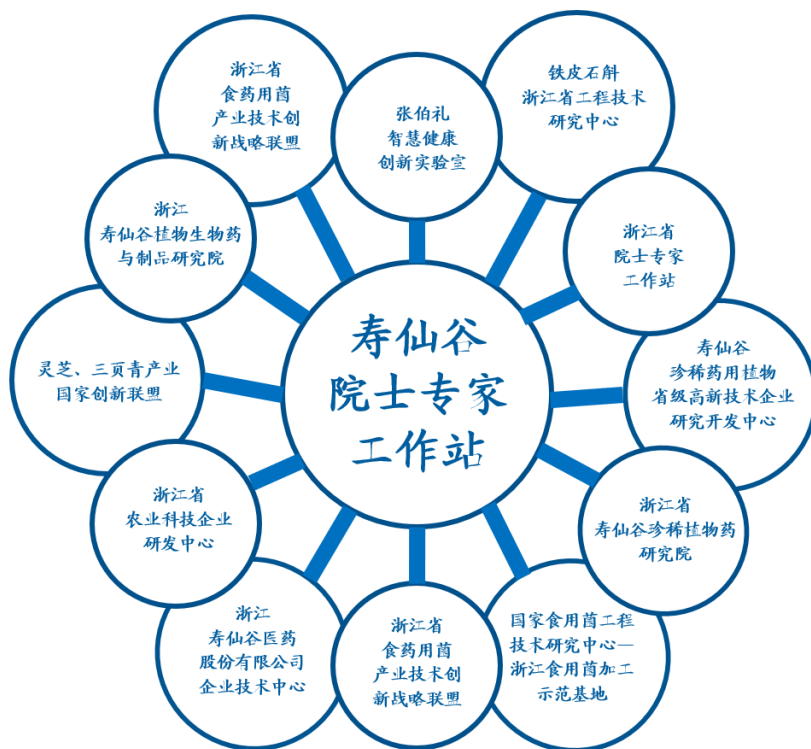 浙江省
食药用菌
产业技术创
新战略联盟
张伯礼
智慧健康
创新实验室
铁皮石斛
浙江省工程技术
研究中心
浙江
寿仙谷植物生物药
与制品研究院
浙江省
院士专家
工作站
寿仙谷
院士专家
工作站
灵芝、三页青产业
国家创新联盟
寿仙谷
珍稀药用植物
省级高新技术企业
研究开发中心
浙江省
农业科技企业
研发中心
浙江省
寿仙谷珍稀植物药
研究院
浙江
寿仙谷医药
股份有限公司
企业技术中心
浙江省
食药用菌
产业技术创
新战略联盟
国家食用菌工程
技术研究中心—
浙江食用菌加工
示范基地